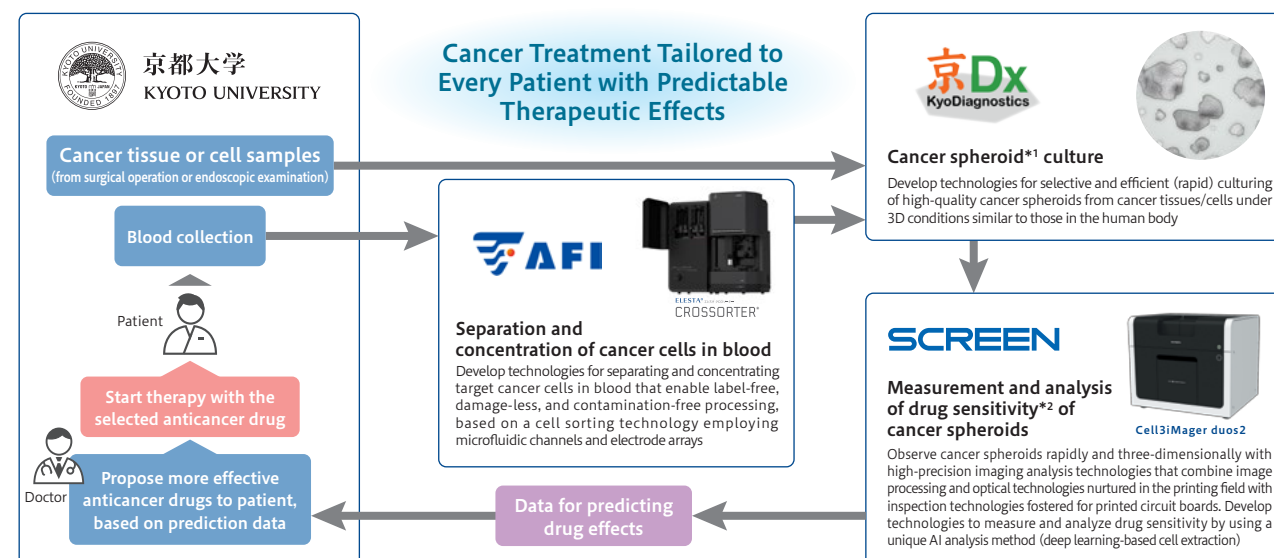 京都大学
KYOTO UNIVERSITY
KYOTO UNIVERSITY
KYOTO JAPAN
FOUNDED 1897
Cancer Treatment Tailored to
Every Patient with Predictable
Therapeutic Effects
Cancer tissue or cell samples
(from surgical operation or endoscopic examination)
Blood collection
Patient
Start therapy with the
selected anticancer drug
Doctor
Propose more effective
anticancer drugs to patient,
based on prediction data
AFI
ELESTA®
CROSSORTER®
Separation and
concentration of cancer cells in blood
Develop technologies for separating and concentrating
target cancer cells in blood that enable label-free,
damage-less, and contamination-free processing,
based on a cell sorting technology employing
microfluidic channels and electrode arrays
京Dx
KyoDiagnostics
Cancer spheroid*1 culture
Develop technologies for selective and efficient (rapid) culturing
of high-quality cancer spheroids from cancer tissues/cells under
3D conditions similar to those in the human body
SCREEN
Measurement and analysis
of drug sensitivity*2 of
cancer spheroids
Cell3iMager duos2
Observe cancer spheroids rapidly and three-dimensionally with
high-precision imaging analysis technologies that combine image
processing and optical technologies nurtured in the printing field with
inspection technologies fostered for printed circuit boards. Develop
technologies to measure and analyze drug sensitivity by using a
unique AI analysis method (deep learning-based cell extraction)
Data for predicting
drug effects